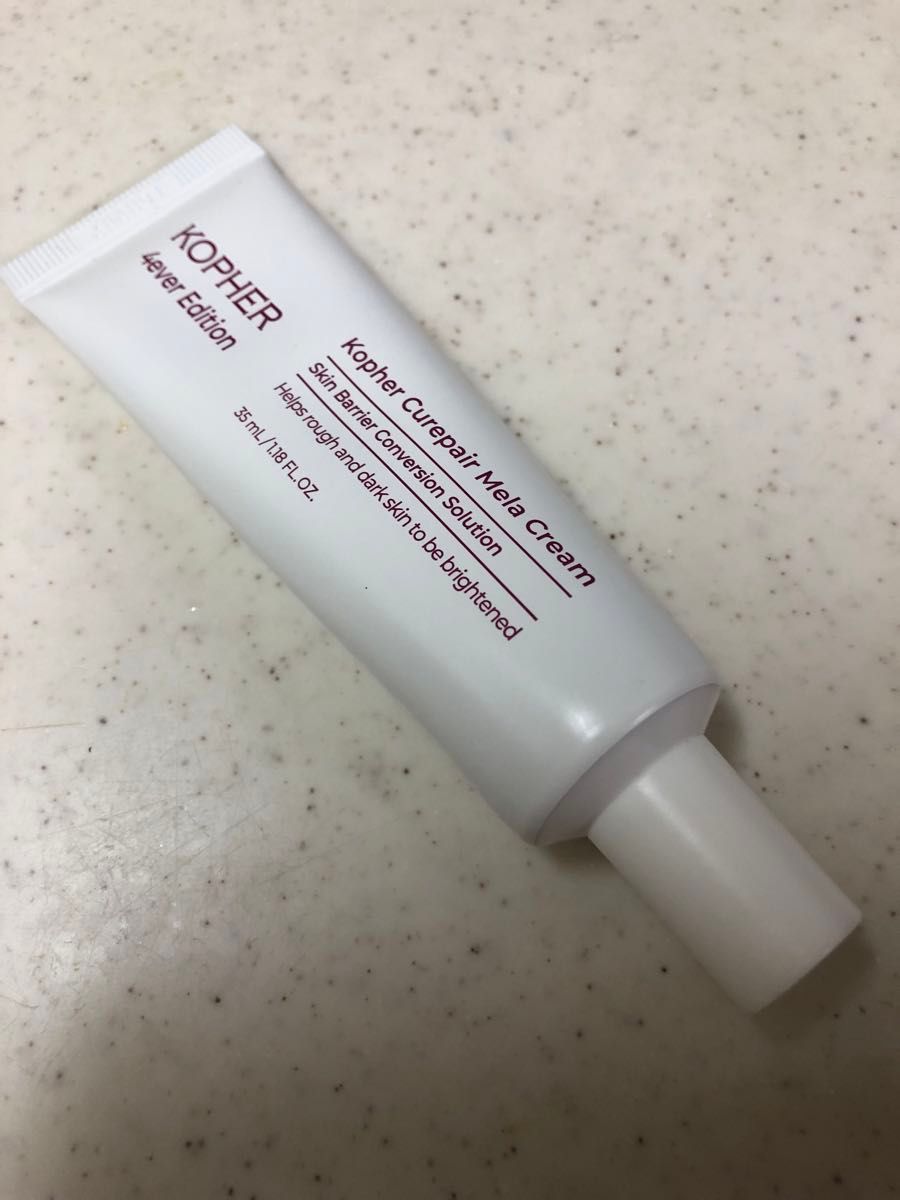 KOPHER
4ever Edition
Kopher Curepair Mela Cream
Skin Barrier Conversion Solution
Helps rough and dark skin to be brightened
35 mL / 1.18 FL. OZ.